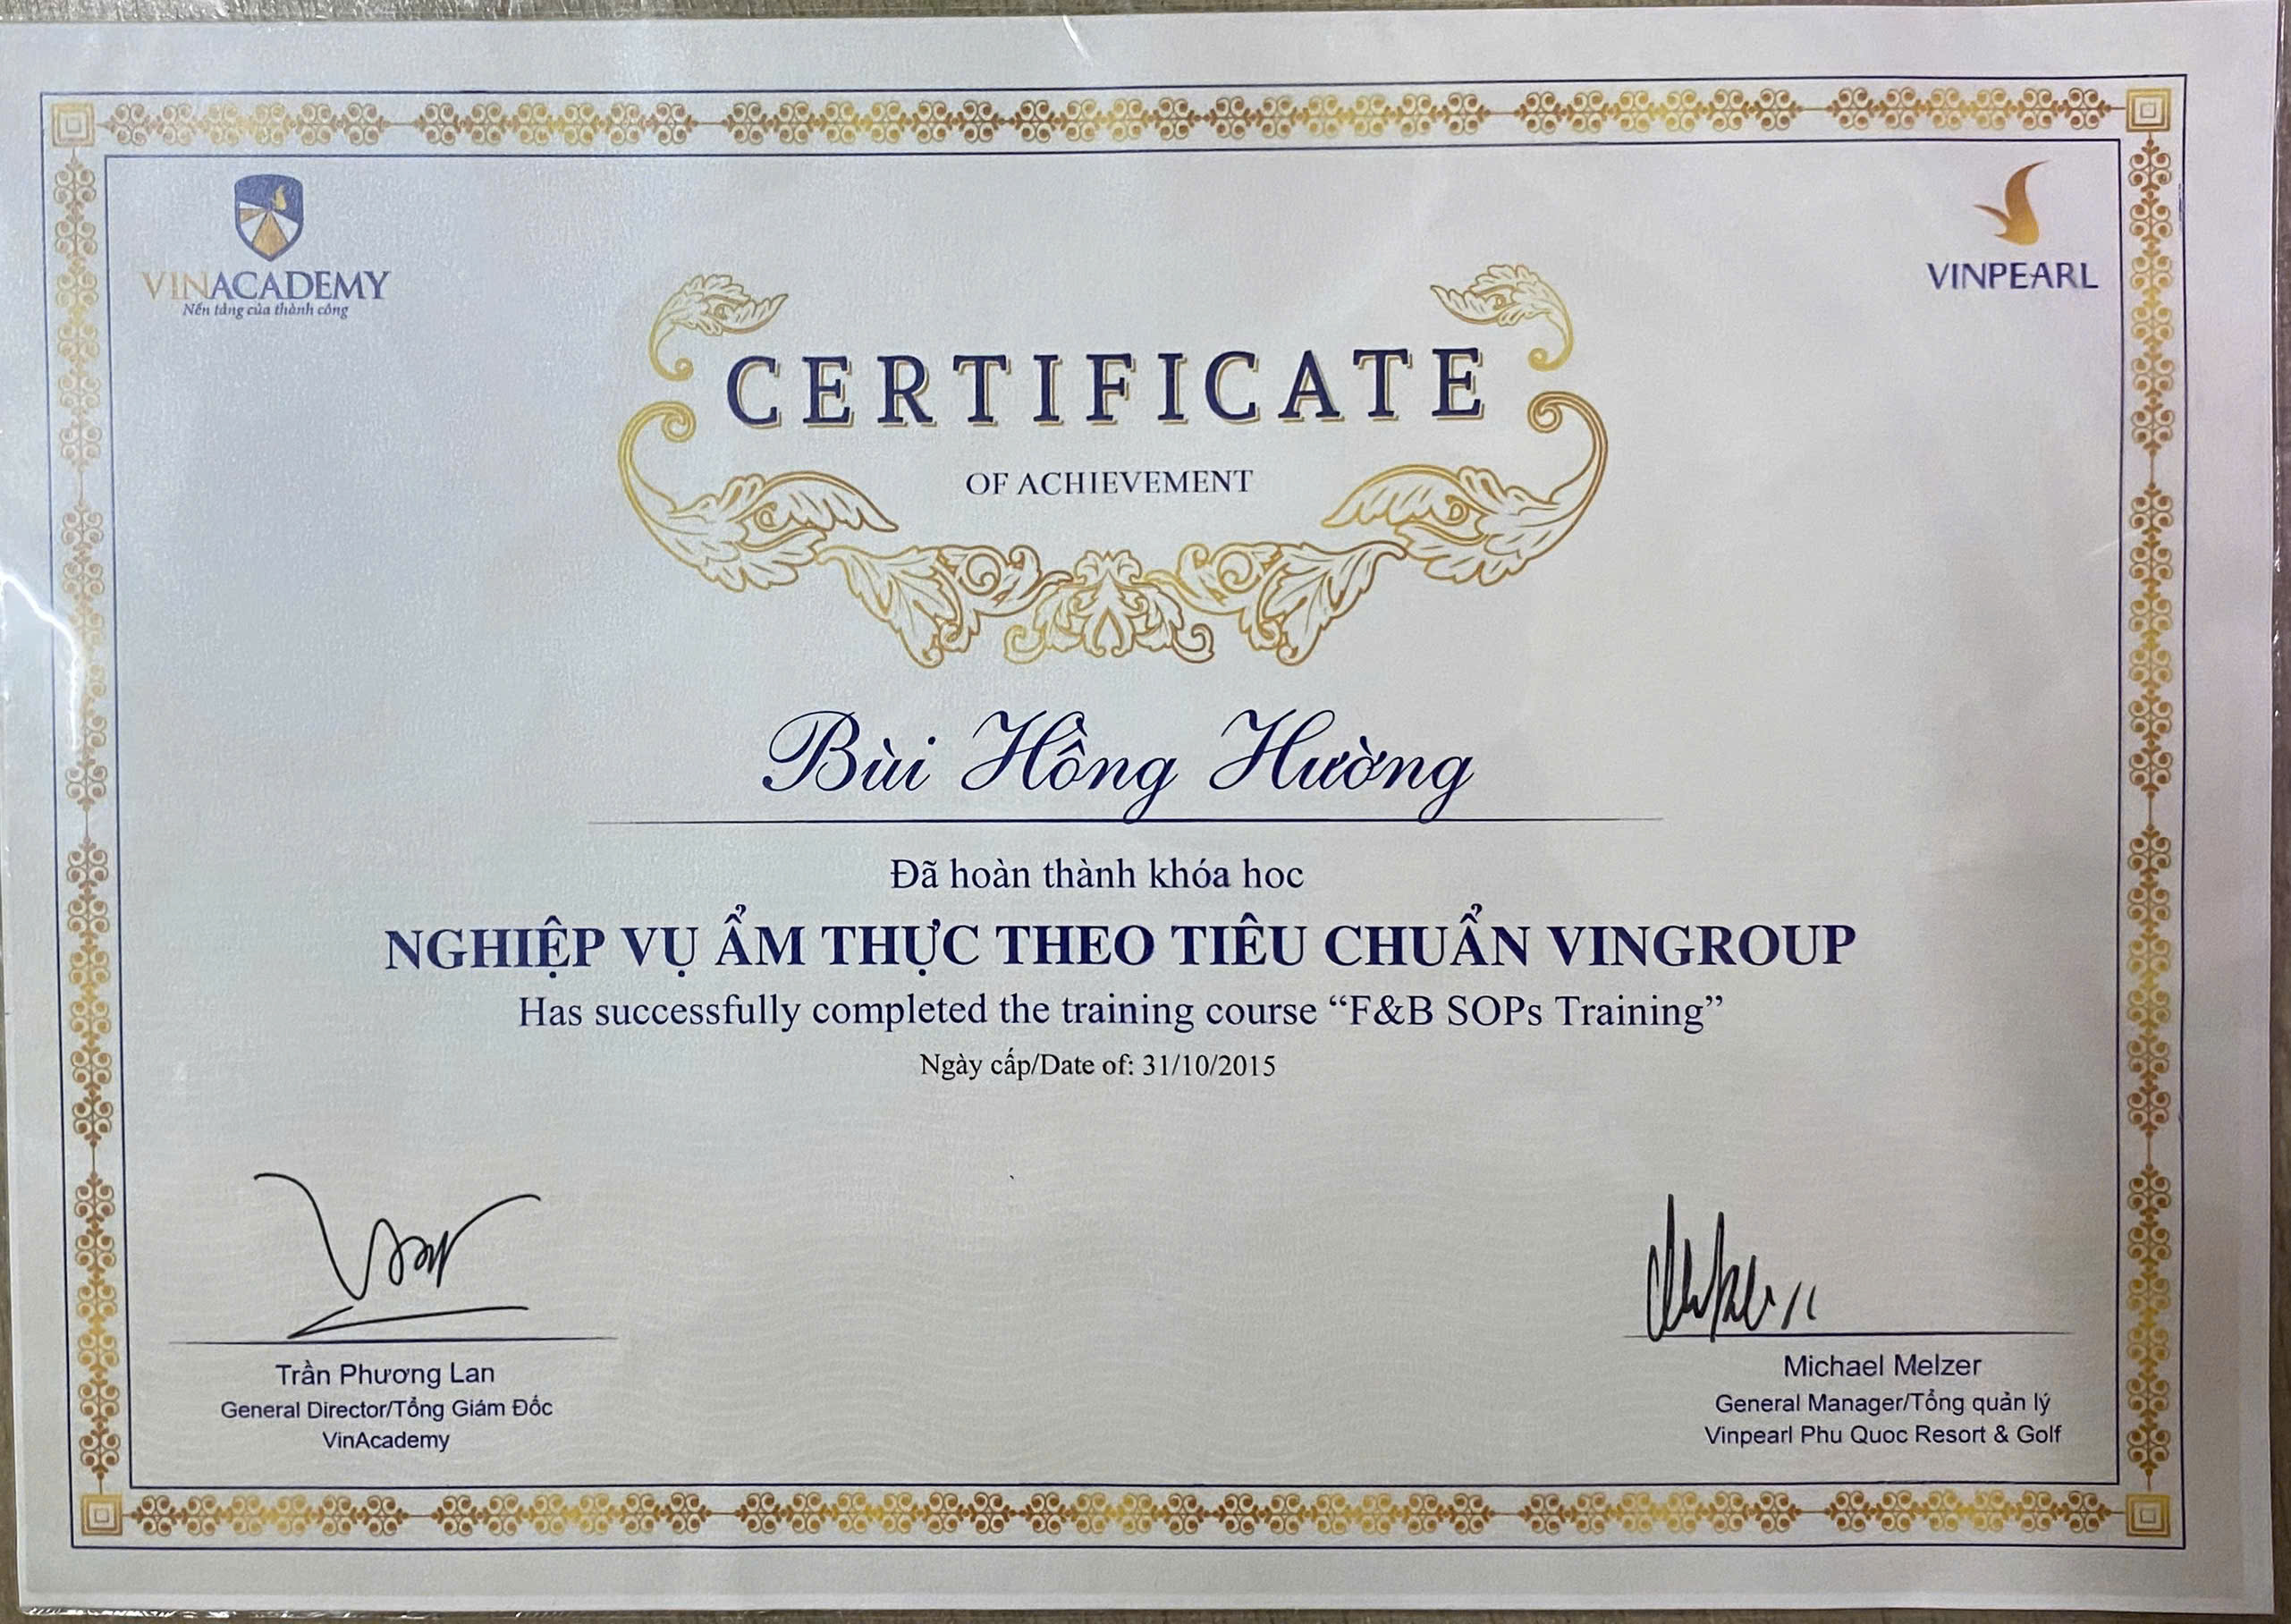 VINACADEMY
Nền tảng của thành công
VINPEARL
CERTIFICATE
OF ACHIEVEMENT
Bùi Hồng Hường
Đã hoàn thành khóa học
NGHIỆP VỤ ẨM THỰC THEO TIÊU CHUẨN VINGROUP
Has successfully completed the training course “F&B SOPs Training”
Ngày cấp/Date of: 31/10/2015
Trần Phương Lan
General Director/Tổng Giám Đốc
VinAcademy
Michael Melzer
General Manager/Tổng quản lý
Vinpearl Phu Quoc Resort & Golf